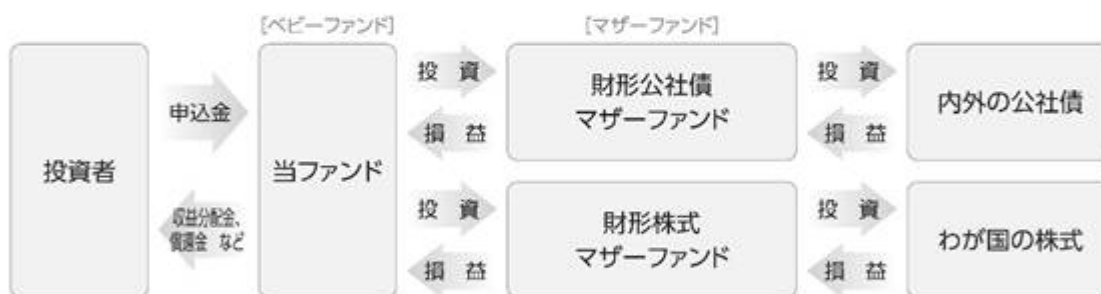 [ベビーファンド]
[マザーファンド]
投資者
申込金
収益分配金、
償還金 など
当ファンド
投 資
損 益
財形公社債
マザーファンド
投 資
損 益
内外の公社債
投 資
損 益
財形株式
マザーファンド
投 資
損 益
わが国の株式